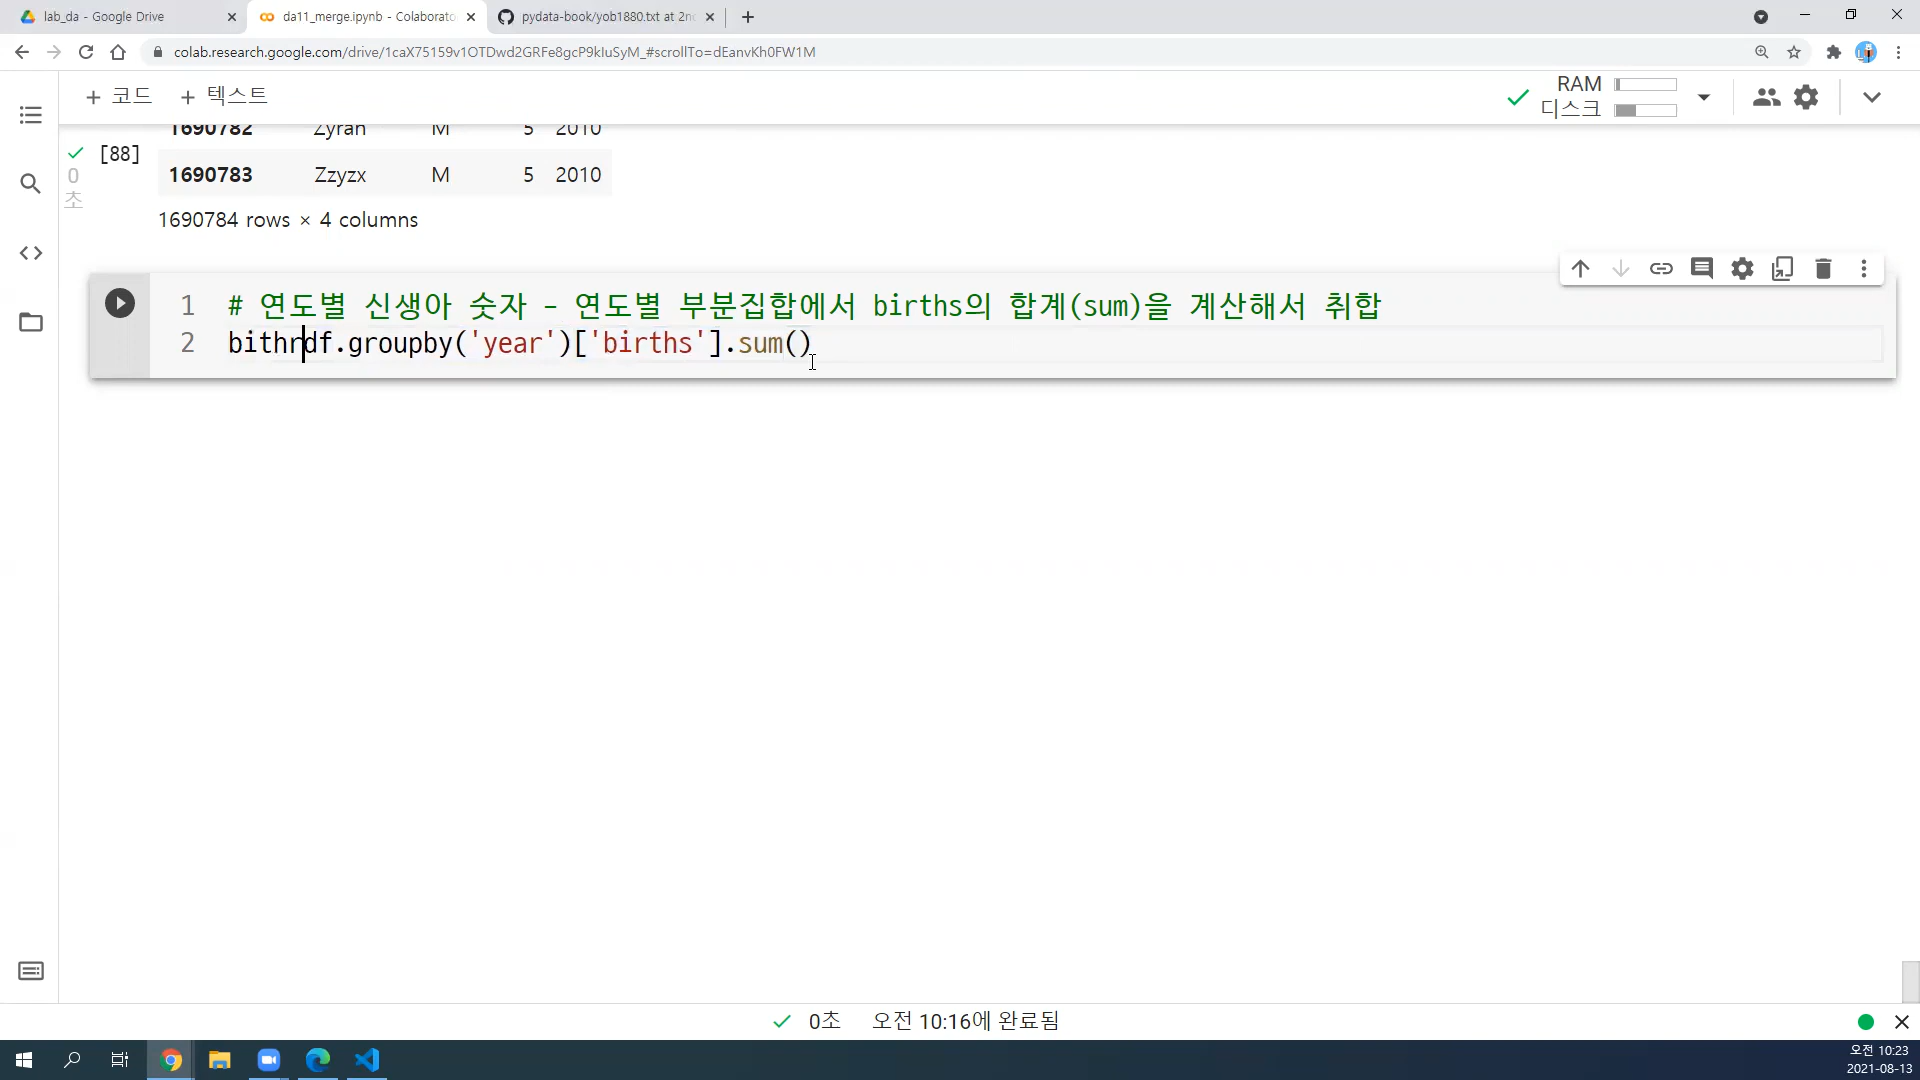 lab_da - Google Drive
da11_merge.ipynb - Colaborato
pydata-book/yob1880.txt at 2n
colab.research.google.com/drive/1caX75159v1OTDwd2GRFe8gcP9kIuSyM_#scrollTo=dEanvKh0FW1M
+ 코드 + 텍스트
RAM
디스크
1690782 Zyran M 5 2010
[88]
0
초
1690783 Zzyzx M 5 2010
1690784 rows × 4 columns
1 # 연도별 신생아 숫자 - 연도별 부분집합에서 births의 합계(sum)을 계산해서 취합
2 bithrdf.groupby('year')['births'].sum()
0초 오전 10:16에 완료됨
오전 10:23
2021-08-13